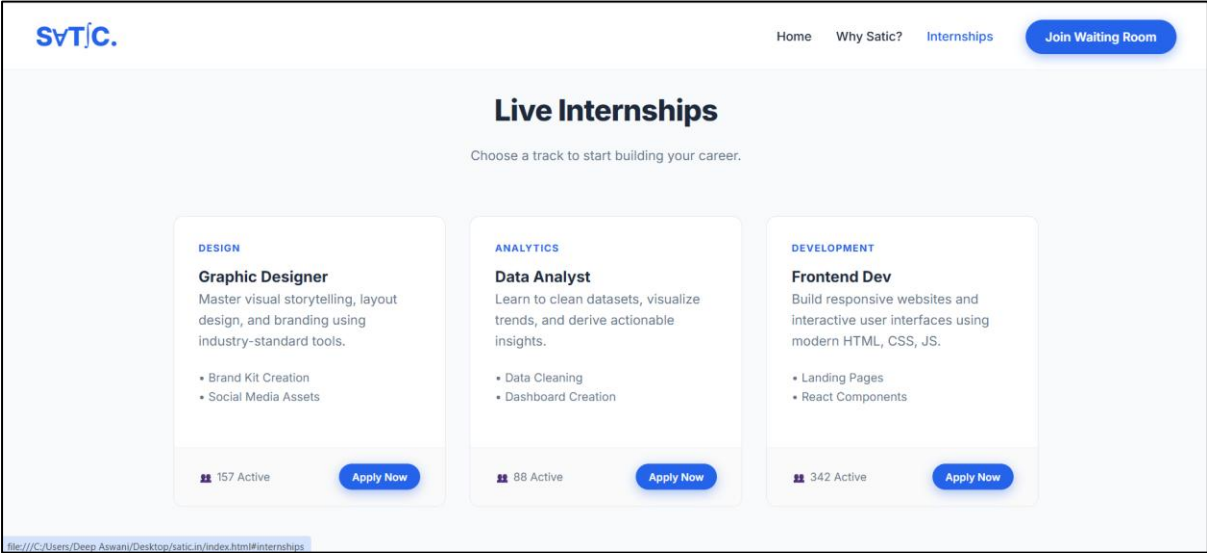 S∀T∫C.
Home Why Satic? Internships Join Waiting Room
Live Internships
Choose a track to start building your career.
DESIGN
Graphic Designer
Master visual storytelling, layout
design, and branding using
industry-standard tools.
• Brand Kit Creation
• Social Media Assets
157 Active Apply Now
ANALYTICS
Data Analyst
Learn to clean datasets, visualize
trends, and derive actionable
insights.
• Data Cleaning
• Dashboard Creation
88 Active Apply Now
DEVELOPMENT
Frontend Dev
Build responsive websites and
interactive user interfaces using
modern HTML, CSS, JS.
• Landing Pages
• React Components
342 Active Apply Now
file:///C:/Users/Deep Aswani/Desktop/satic.in/index.html#internships